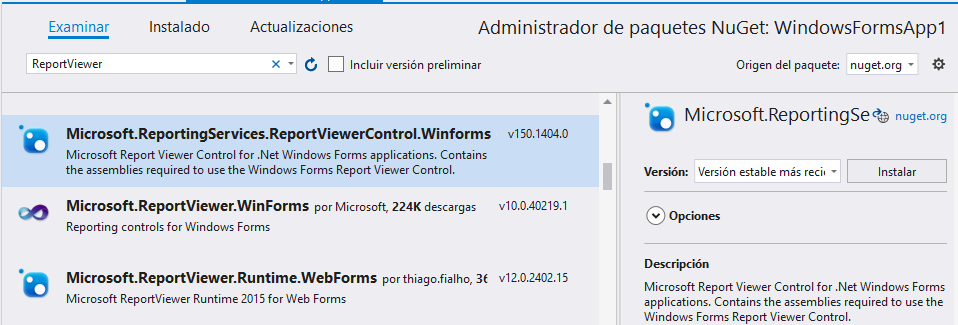 Examinar Instalado Actualizaciones Administrador de paquetes NuGet: WindowsFormsApp1
ReportViewer Incluir versión preliminar Origen del paquete: nuget.org
Microsoft.ReportingServices.ReportViewerControl.Winforms v150.1404.0
Microsoft Report Viewer Control for .Net Windows Forms applications. Contains
the assemblies required to use the Windows Forms Report Viewer Control.
Microsoft.ReportViewer.WinForms por Microsoft, 224K descargas v10.0.40219.1
Reporting controls for Windows Forms
Microsoft.ReportViewer.Runtime.WebForms por thiago.fialho, 36 v12.0.2402.15
Microsoft ReportViewer Runtime 2015 for Web Forms
Microsoft.ReportingSe nuget.org
Versión: Versión estable más reci Instalar
Opciones
Descripción
Microsoft Report Viewer Control for .Net Windows Forms
applications. Contains the assemblies required to use the
Windows Forms Report Viewer Control.